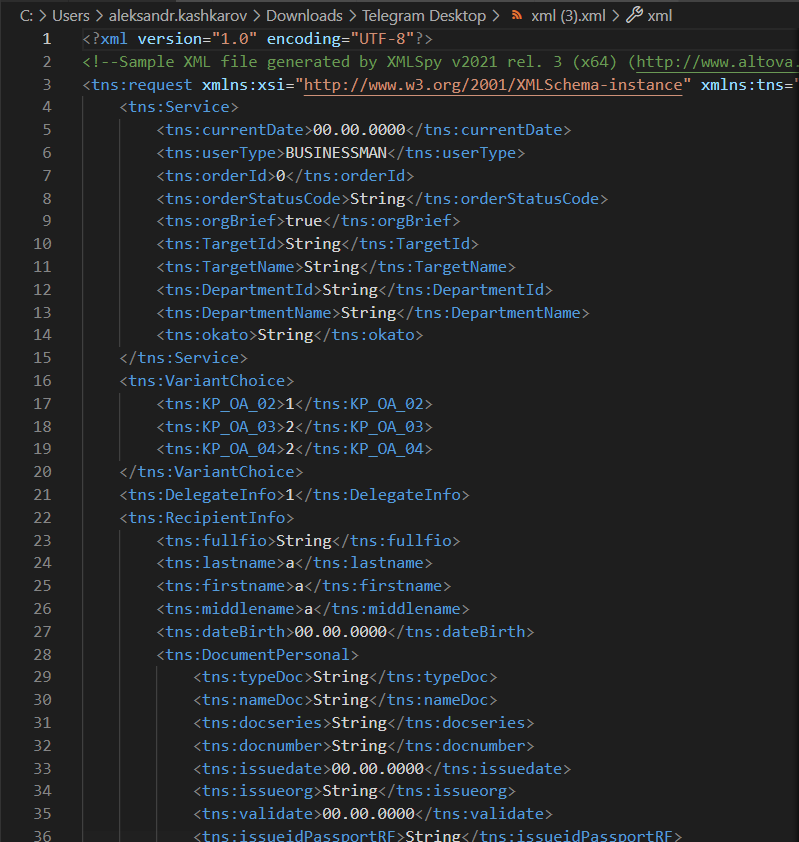 C: > Users > aleksandr.kashkarov > Downloads > Telegram Desktop > xml (3).xml > xml
1 <?xml version="1.0" encoding="UTF-8"?>
2 <!--Sample XML file generated by XMLSpy v2021 rel. 3 (x64) (http://www.altova.
3 <tns:request xmlns:xsi="http://www.w3.org/2001/XMLSchema-instance" xmlns:tns="
4 <tns:Service>
5 <tns:currentDate>00.00.0000</tns:currentDate>
6 <tns:userType>BUSINESSMAN</tns:userType>
7 <tns:orderId>0</tns:orderId>
8 <tns:orderStatusCode>String</tns:orderStatusCode>
9 <tns:orgBrief>true</tns:orgBrief>
10 <tns:TargetId>String</tns:TargetId>
11 <tns:TargetName>String</tns:TargetName>
12 <tns:DepartmentId>String</tns:DepartmentId>
13 <tns:DepartmentName>String</tns:DepartmentName>
14 <tns:okato>String</tns:okato>
15 </tns:Service>
16 <tns:VariantChoice>
17 <tns:KP_OA_02>1</tns:KP_OA_02>
18 <tns:KP_OA_03>2</tns:KP_OA_03>
19 <tns:KP_OA_04>2</tns:KP_OA_04>
20 </tns:VariantChoice>
21 <tns:DelegateInfo>1</tns:DelegateInfo>
22 <tns:RecipientInfo>
23 <tns:fullfio>String</tns:fullfio>
24 <tns:lastname>a</tns:lastname>
25 <tns:firstname>a</tns:firstname>
26 <tns:middlename>a</tns:middlename>
27 <tns:dateBirth>00.00.0000</tns:dateBirth>
28 <tns:DocumentPersonal>
29 <tns:typeDoc>String</tns:typeDoc>
30 <tns:nameDoc>String</tns:nameDoc>
31 <tns:docseries>String</tns:docseries>
32 <tns:docnumber>String</tns:docnumber>
33 <tns:issuedate>00.00.0000</tns:issuedate>
34 <tns:issueorg>String</tns:issueorg>
35 <tns:validate>00.00.0000</tns:validate>
36 <tns:issueidPassportRF>String</tns:issueidPassportRF>